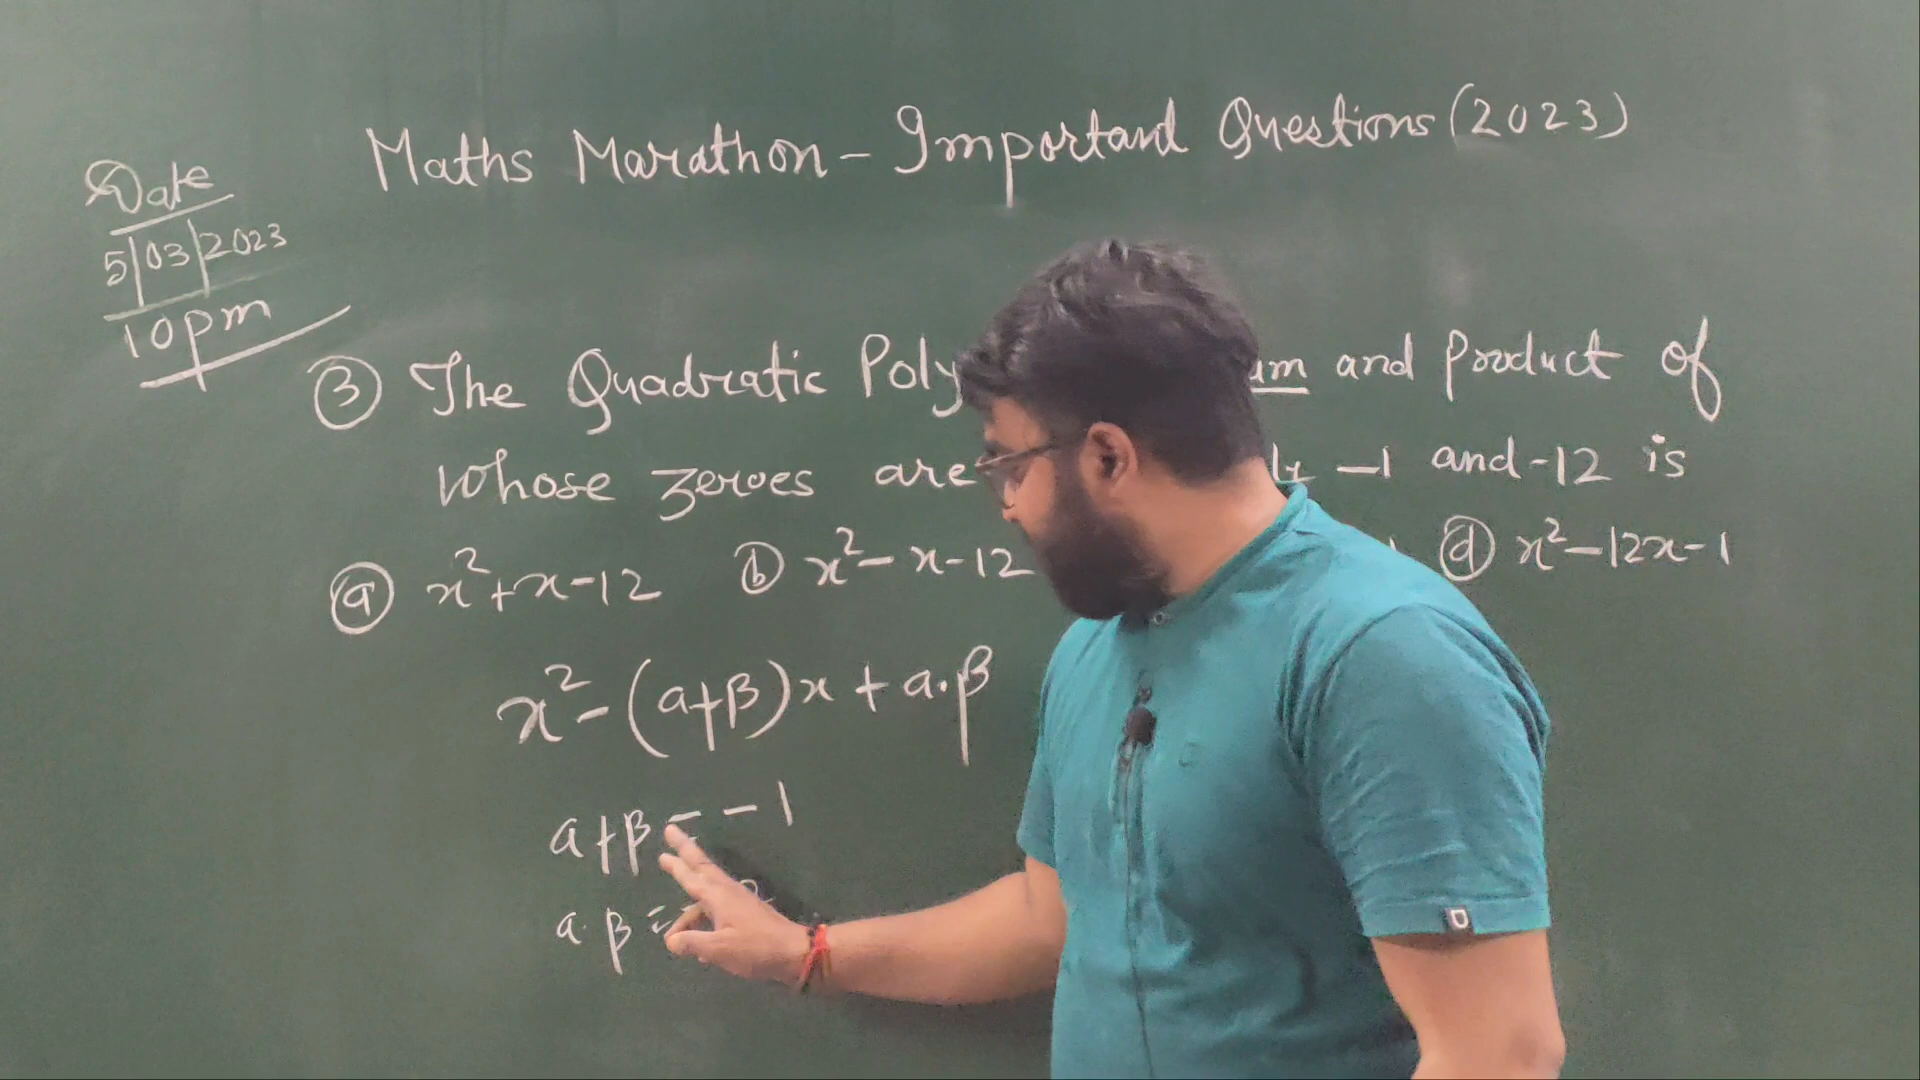 Maths Marathon - Important Questions (2023)
Date
5|03|2023
10pm
③ The Quadratic Poly um and Product of
whose zeroes are -1 and -12 is
ⓐ x²+x-12 ⓑ x²-x-12 ⓓ x²-12x-1
x²-(a+β)x+a.β
a+β=-1
a.β=